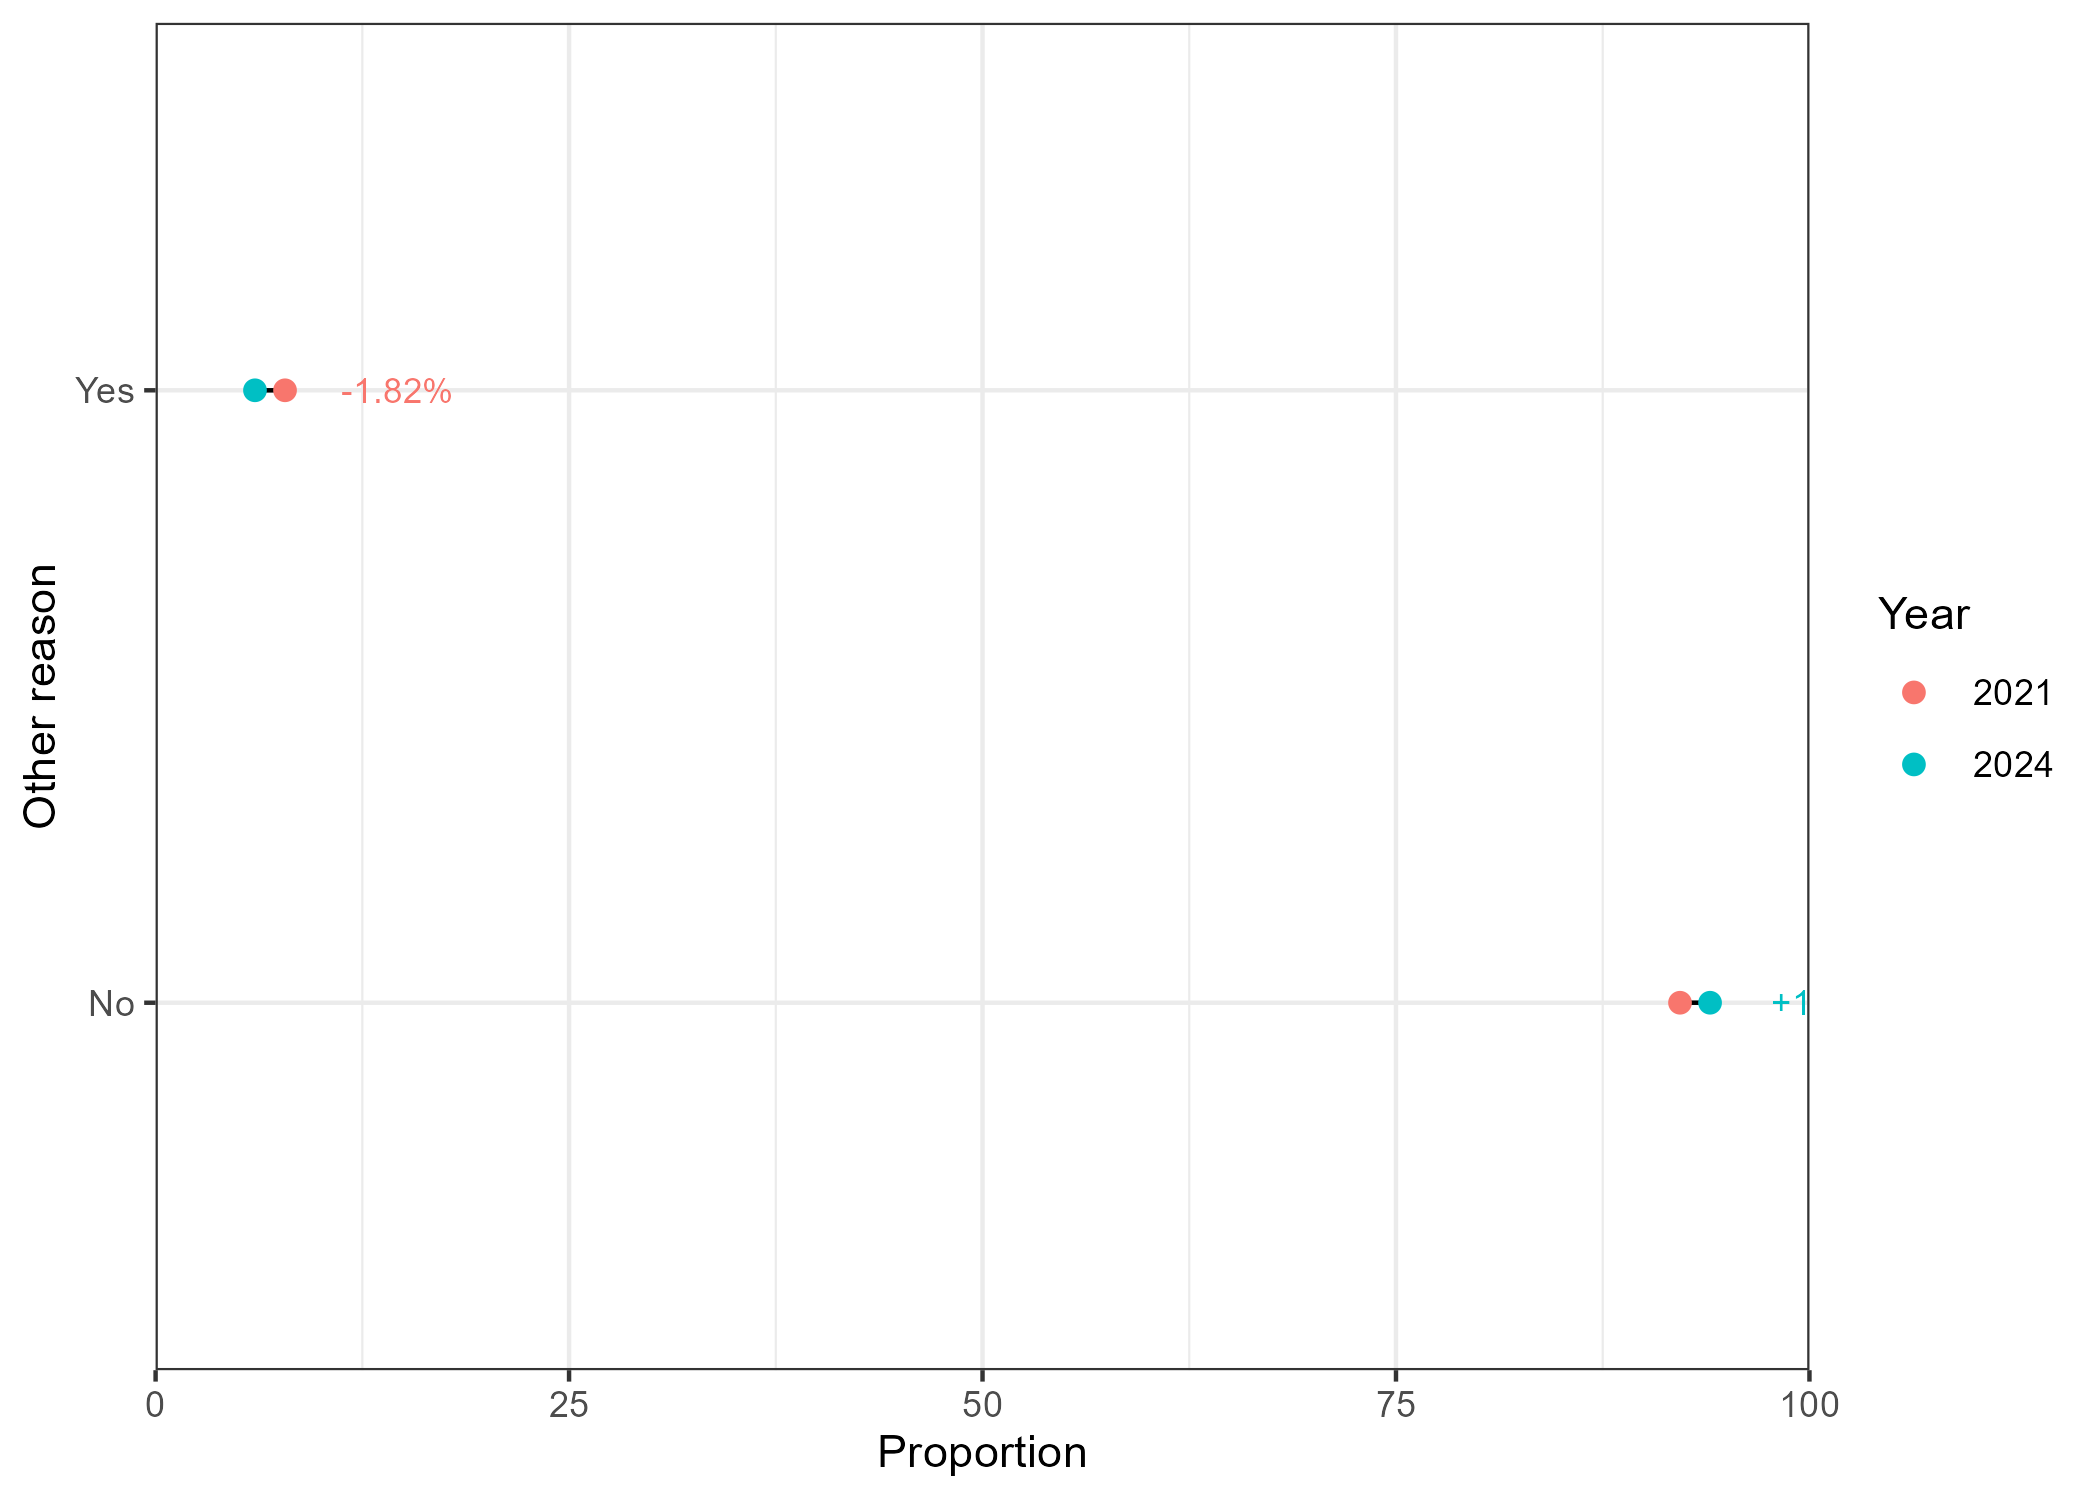 Yes
-1.82%
Other reason
No
+1
0 25 50 75 100
Proportion
Year
2021
2024